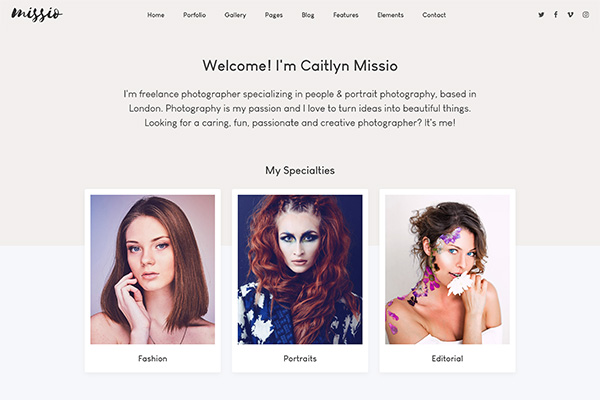 missio
Home Porfolio Gallery Pages Blog Features Elements Contact
Welcome! I'm Caitlyn Missio
I'm freelance photographer specializing in people & portrait photography, based in
London. Photography is my passion and I love to turn ideas into beautiful things.
Looking for a caring, fun, passionate and creative photographer? It's me!
My Specialties
Fashion Portraits Editorial